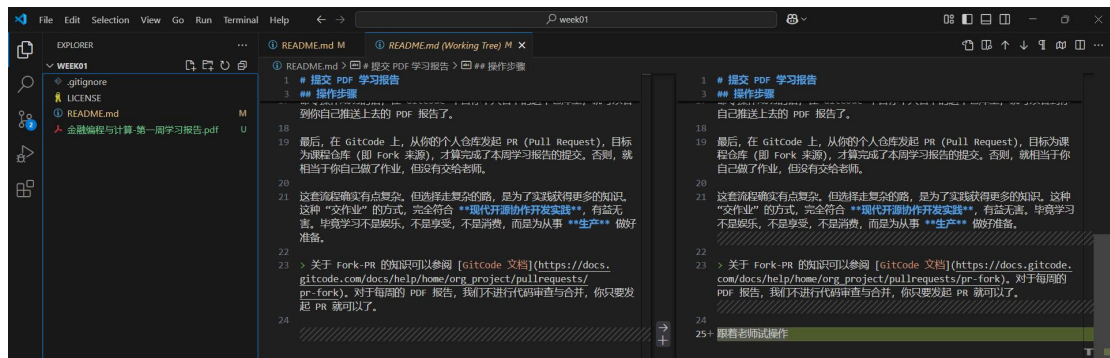 File Edit Selection View Go Run Terminal Help
week01
EXPLORER
WEEK01
.gitignore
LICENSE
README.md M
金融编程与计算-第一周学习报告.pdf U
2
README.md M
README.md (Working Tree) M
README.md > # 提交 PDF 学习报告 > ## 操作步骤
1 # 提交 PDF 学习报告
3 ## 操作步骤
到你自己推送上去的 PDF 报告了。
18
19 最后，在 GitCode 上，从你的个人仓库发起 PR (Pull Request)，目标
为课程仓库 (即 Fork 来源)，才算完成了本周学习报告的提交。否则，就
相当于你自己做了作业，但没有交给老师。
20
21 这套流程确实有点复杂。但选择走复杂的路，是为了实践获得更多的知识。
这种 “交作业” 的方式，完全符合 **现代开源协作开发实践**，有益无
害。毕竟学习不是娱乐，不是享受，不是消费，而是为从事 **生产** 做好
准备。
22
23 > 关于 Fork-PR 的知识可以参阅 [GitCode 文档](https://docs.
gitcode.com/docs/help/home/org_project/pullrequests/
pr-fork)。对于每周的 PDF 报告，我们不进行代码审查与合并，你只要发
起 PR 就可以了。
24
1 # 提交 PDF 学习报告
3 ## 操作步骤
自己推送上去的 PDF 报告了。
18
19 最后，在 GitCode 上，从你的个人仓库发起 PR (Pull Request)，目标
为课程仓库 (即 Fork 来源)，才算完成了本周学习报告的提交。否则，就相当于你
自己做了作业，但没有交给老师。
20
21 这套流程确实有点复杂。但选择走复杂的路，是为了实践获得更多的知识。这种
“交作业” 的方式，完全符合 **现代开源协作开发实践**，有益无害。毕竟学习
不是娱乐，不是享受，不是消费，而是为从事 **生产** 做好准备。
22
23 > 关于 Fork-PR 的知识可以参阅 [GitCode 文档](https://docs.gitcode.
com/docs/help/home/org_project/pullrequests/pr-fork)。对于每周的
PDF 报告，我们不进行代码审查与合并，你只要发起 PR 就可以了。
24
25+ 跟着老师试操作